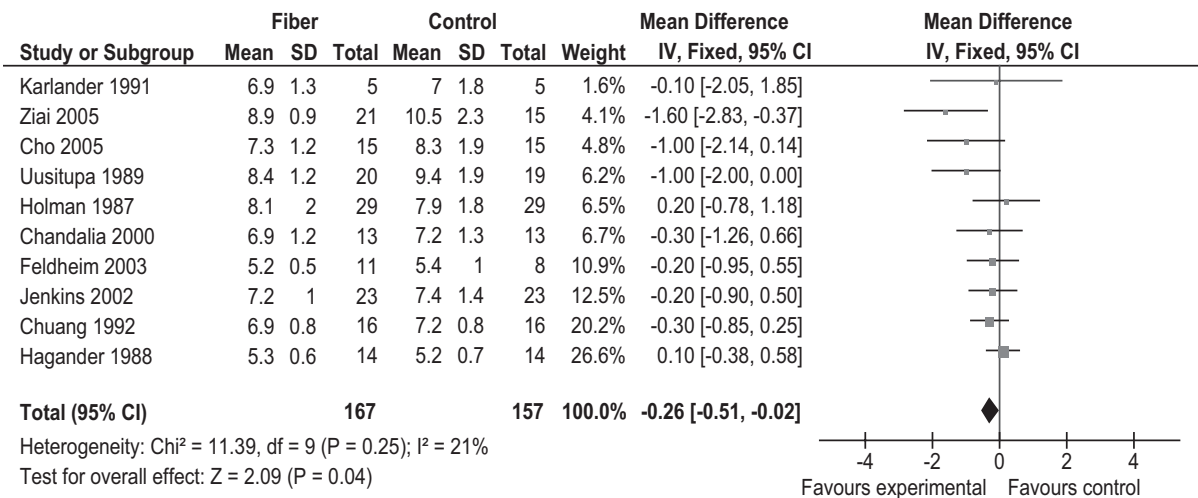 Fiber Control Mean Difference Mean Difference
Study or Subgroup Mean SD Total Mean SD Total Weight IV, Fixed, 95% CI IV, Fixed, 95% CI
Karlander 1991 6.9 1.3 5 7 1.8 5 1.6% -0.10 [-2.05, 1.85]
Ziai 2005 8.9 0.9 21 10.5 2.3 15 4.1% -1.60 [-2.83, -0.37]
Cho 2005 7.3 1.2 15 8.3 1.9 15 4.8% -1.00 [-2.14, 0.14]
Uusitupa 1989 8.4 1.2 20 9.4 1.9 19 6.2% -1.00 [-2.00, 0.00]
Holman 1987 8.1 2 29 7.9 1.8 29 6.5% 0.20 [-0.78, 1.18]
Chandalia 2000 6.9 1.2 13 7.2 1.3 13 6.7% -0.30 [-1.26, 0.66]
Feldheim 2003 5.2 0.5 11 5.4 1 8 10.9% -0.20 [-0.95, 0.55]
Jenkins 2002 7.2 1 23 7.4 1.4 23 12.5% -0.20 [-0.90, 0.50]
Chuang 1992 6.9 0.8 16 7.2 0.8 16 20.2% -0.30 [-0.85, 0.25]
Hagander 1988 5.3 0.6 14 5.2 0.7 14 26.6% 0.10 [-0.38, 0.58]
Total (95% CI) 167 157 100.0% -0.26 [-0.51, -0.02]
Heterogeneity: Chi² = 11.39, df = 9 (P = 0.25); I² = 21%
Test for overall effect: Z = 2.09 (P = 0.04)
-4 -2 0 2 4
Favours experimental Favours control